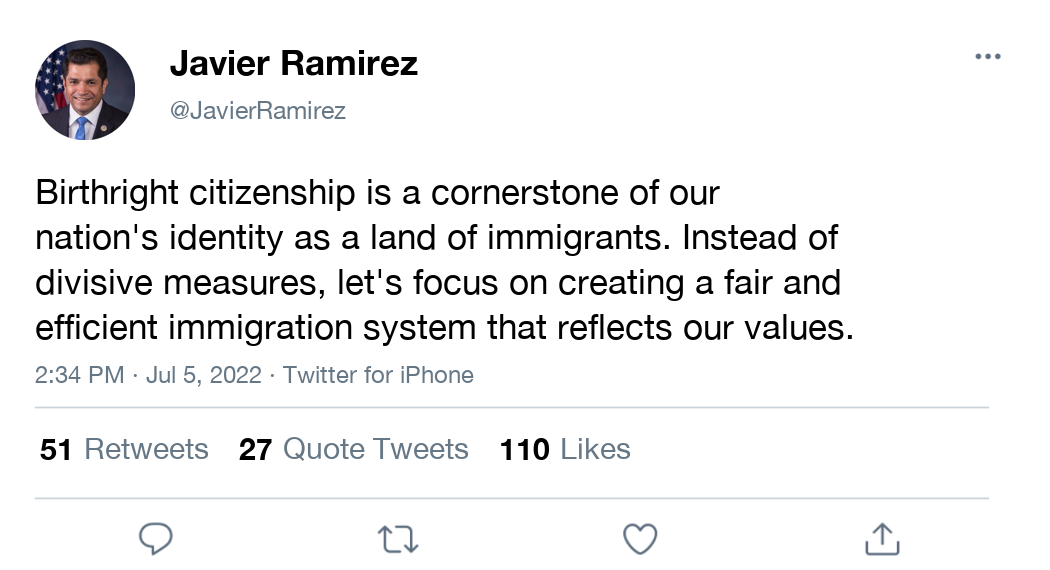 Javier Ramirez
@JavierRamirez
Birthright citizenship is a cornerstone of our
nation's identity as a land of immigrants. Instead of
divisive measures, let's focus on creating a fair and
efficient immigration system that reflects our values.
2:34 PM · Jul 5, 2022 · Twitter for iPhone
51 Retweets 27 Quote Tweets 110 Likes